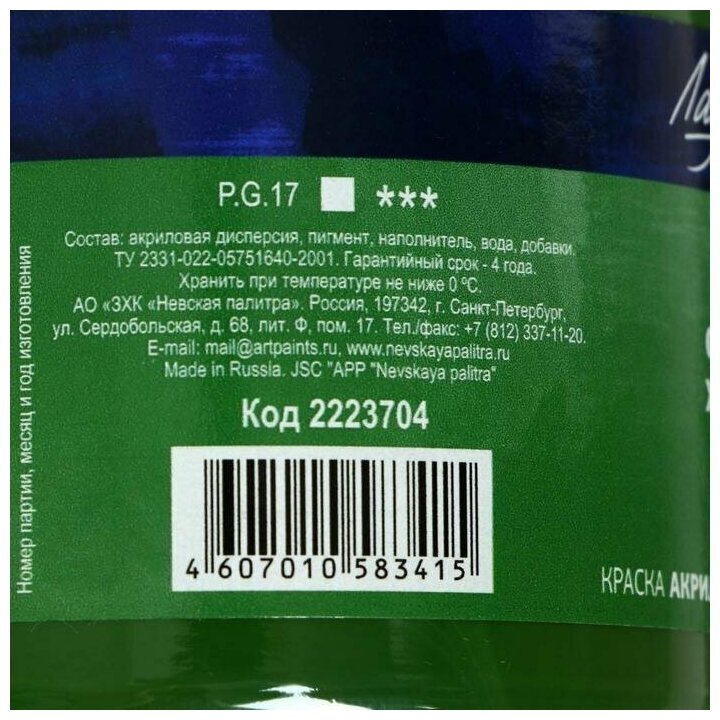 P.G.17 ***
Состав: акриловая дисперсия, пигмент, наполнитель, вода, добавки.
ТУ 2331-022-05751640-2001. Гарантийный срок - 4 года.
Хранить при температуре не ниже 0 ºС.
АО «ЗХК «Невская палитра». Россия, 197342, г. Санкт-Петербург,
ул. Сердобольская, д. 68, лит. Ф, пом. 17. Тел./факс: +7 (812) 337-11-20.
E-mail: mail@artpaints.ru, www.nevskayapalitra.ru
Made in Russia. JSC "APP "Nevskaya palitra"
Код 2223704
4 607010 583415
Номер партии, месяц и год изготовления
КРАСКА АКРИЛ